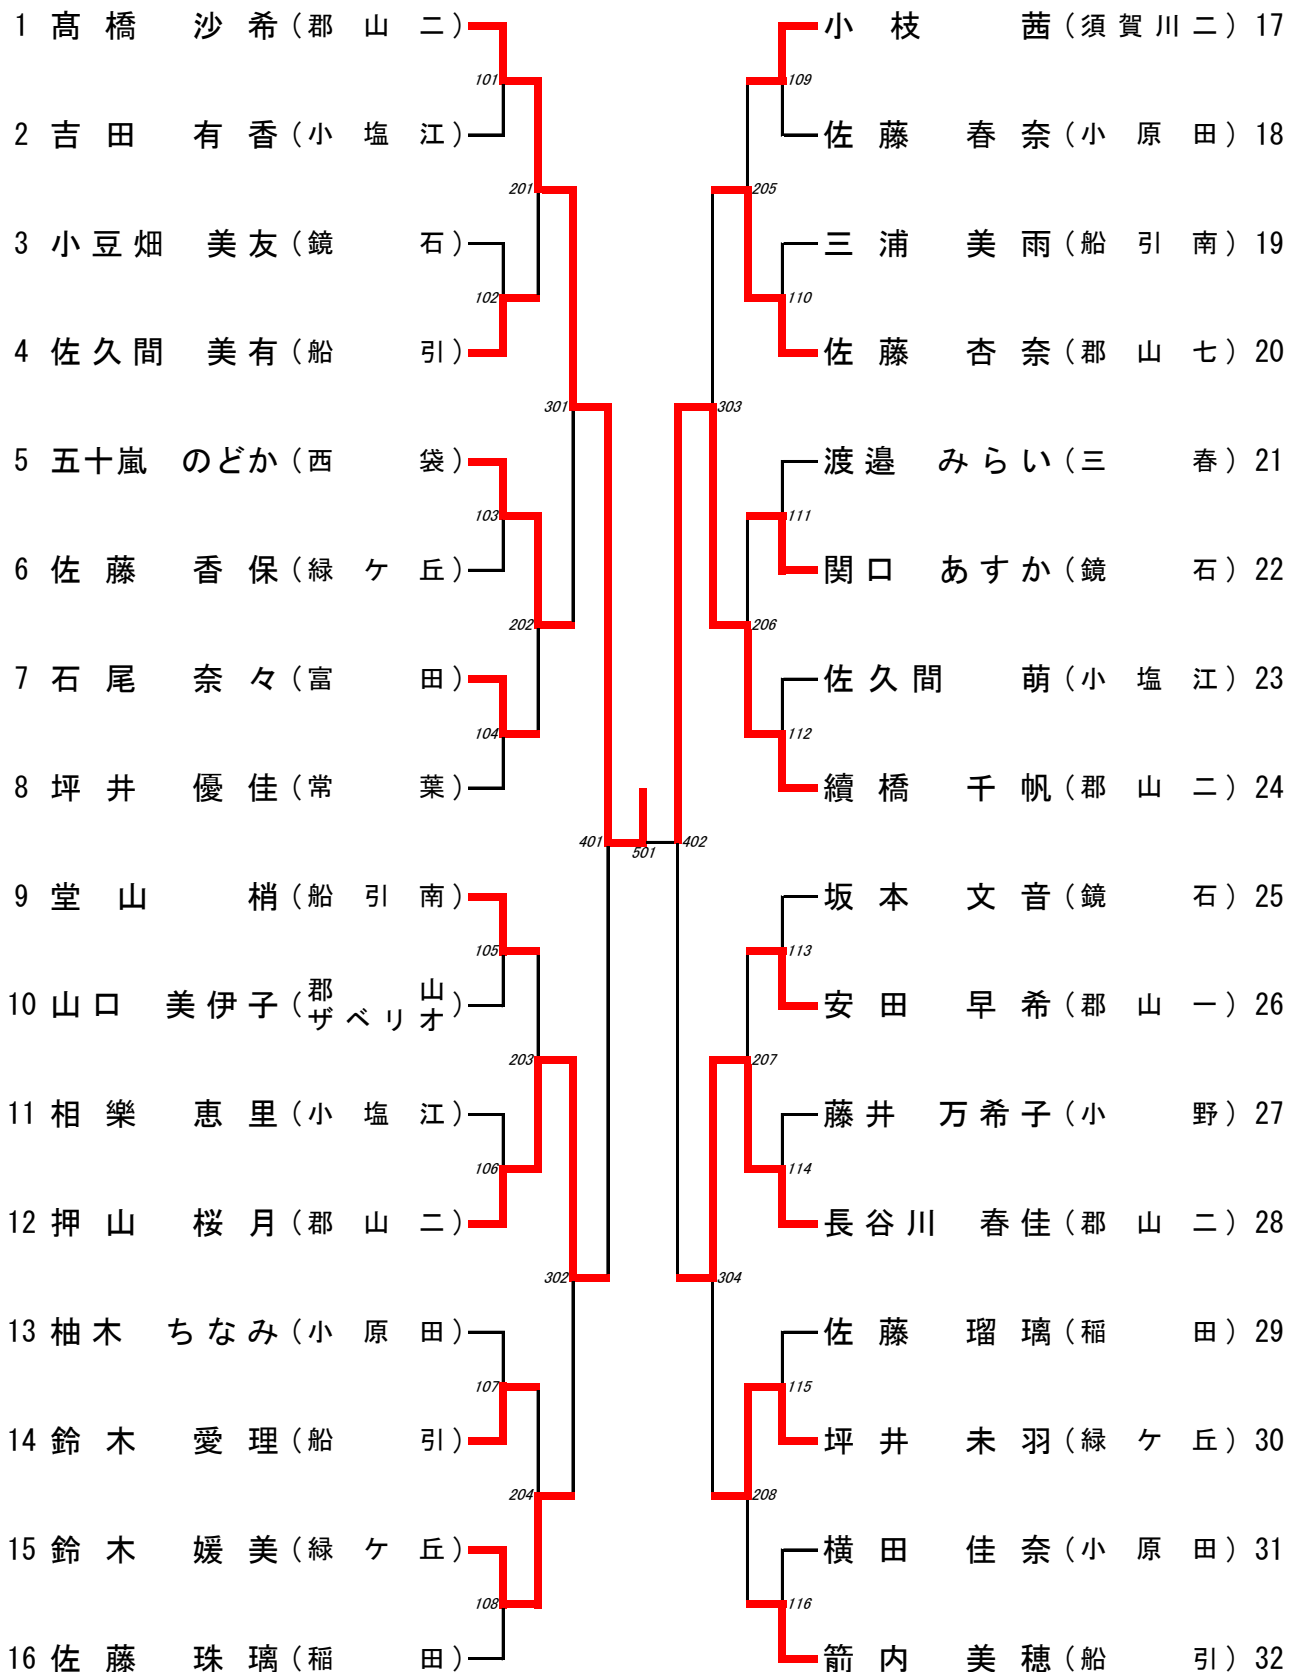 1 髙橋 沙希（郡山二）
2 吉田 有香（小塩江）
3 小豆畑 美友（鏡石）
4 佐久間 美有（船引）
5 五十嵐 のどか（西袋）
6 佐藤 香保（緑ケ丘）
7 石尾 奈々（富田）
8 坪井 優佳（常葉）
9 堂山 梢（船引南）
10 山口 美伊子（郡山ザベリオ）
11 相樂 恵里（小塩江）
12 押山 桜月（郡山二）
13 柚木 ちなみ（小原田）
14 鈴木 愛理（船引）
15 鈴木 媛美（緑ケ丘）
16 佐藤 珠璃（稲田）
101
102
103
104
105
106
107
108
201
202
203
204
301
302
401
501
402
303
304
205
206
207
208
109
110
111
112
113
114
115
116
小枝 茜（須賀川二）17
佐藤 春奈（小原田）18
三浦 美雨（船引南）19
佐藤 杏奈（郡山七）20
渡邉 みらい（三春）21
関口 あすか（鏡石）22
佐久間 萌（小塩江）23
續橋 千帆（郡山二）24
坂本 文音（鏡石）25
安田 早希（郡山一）26
藤井 万希子（小野）27
長谷川 春佳（郡山二）28
佐藤 瑠璃（稲田）29
坪井 未羽（緑ケ丘）30
横田 佳奈（小原田）31
箭内 美穂（船引）32